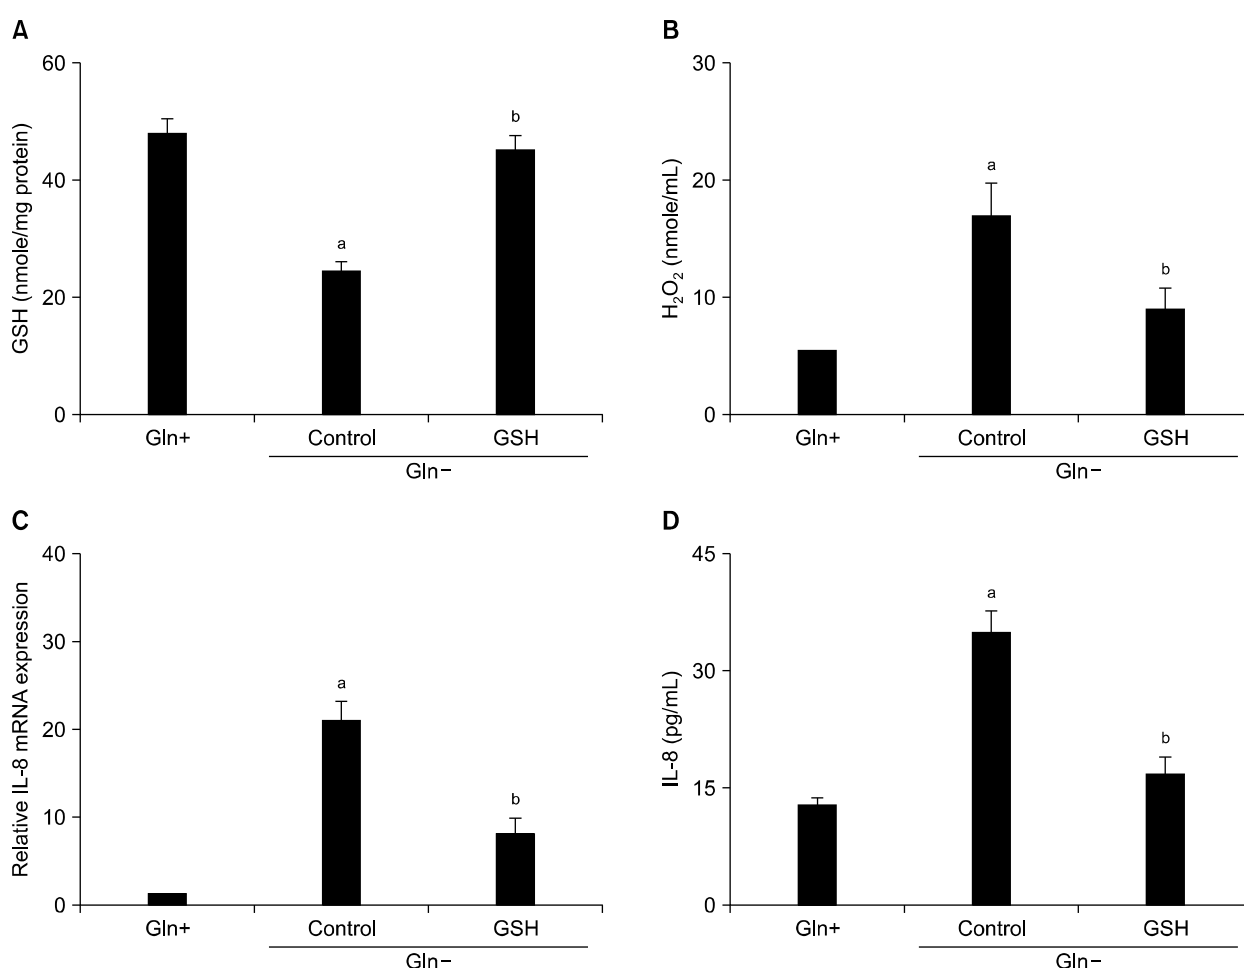 A
GSH (nmole/mg protein)
60
40
20
0
b
a
Gln+ Control GSH
Gln−
B
H₂O₂ (nmole/mL)
30
20
10
0
a
b
Gln+ Control GSH
Gln−
C
Relative IL-8 mRNA expression
40
30
20
10
0
a
b
Gln+ Control GSH
Gln−
D
IL-8 (pg/mL)
45
30
15
0
a
b
Gln+ Control GSH
Gln−